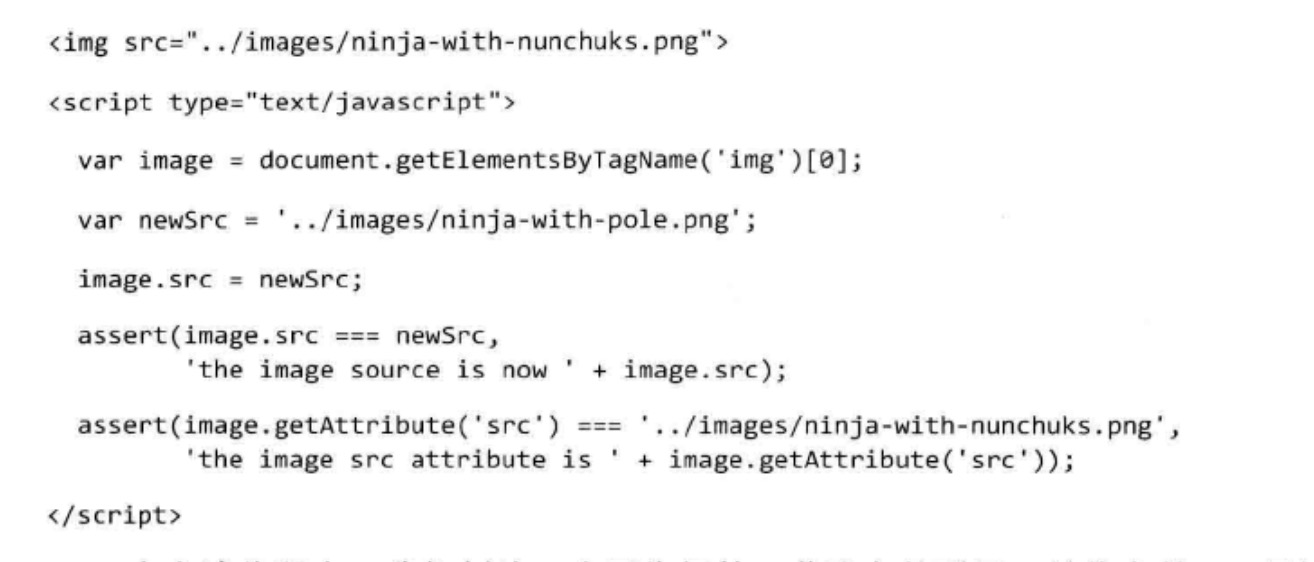 <img src="../images/ninja-with-nunchuks.png">
<script type="text/javascript">
var image = document.getElementsByTagName('img')[0];
var newSrc = '../images/ninja-with-pole.png';
image.src = newSrc;
assert(image.src === newSrc,
'the image source is now ' + image.src);
assert(image.getAttribute('src') === '../images/ninja-with-nunchuks.png',
'the image src attribute is ' + image.getAttribute('src'));
</script>